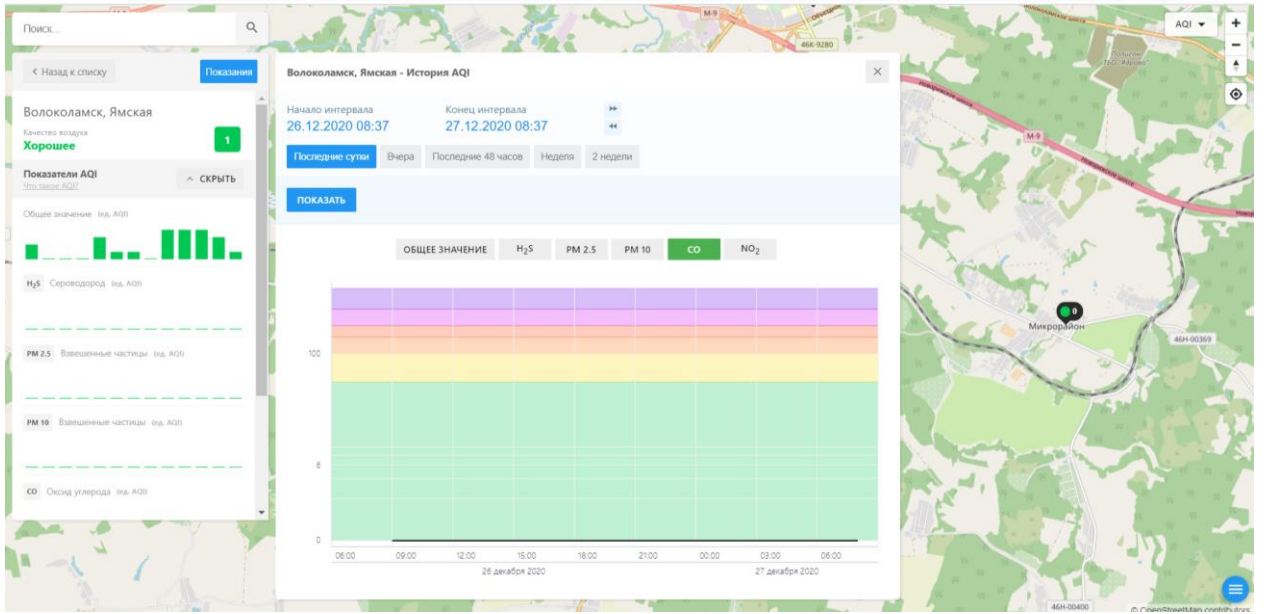 Поиск...
AQI
М-9
46К-9280
Назад к списку
Показания
Волоколамск, Ямская
Качество воздуха
Хорошее
1
Показатели AQI
Что такое AQI?
СКРЫТЬ
Общее значение (ед. AQI)
H₂S Сероводород (ед. AQI)
PM 2.5 Взвешенные частицы (ед. AQI)
PM 10 Взвешенные частицы (ед. AQI)
CO Оксид углерода (ед. AQI)
Волоколамск, Ямская - История AQI
Начало интервала
Конец интервала
26.12.2020 08:37
27.12.2020 08:37
Последние сутки
Вчера
Последние 48 часов
Неделя
2 недели
ПОКАЗАТЬ
ОБЩЕЕ ЗНАЧЕНИЕ
H₂S
PM 2.5
PM 10
CO
NO₂
100
6
0
06:00
09:00
12:00
15:00
18:00
21:00
00:00
03:00
06:00
26 декабря 2020
27 декабря 2020
Новорижское шоссе
М-9
Новорижское шоссе
0
Микрорайон
46Н-00369
46Н-00400
© OpenStreetMap contributors